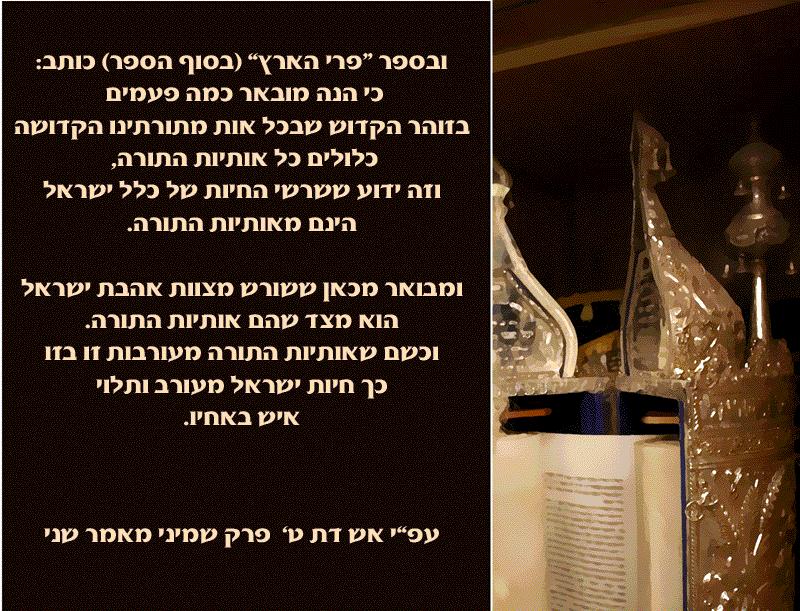 ובספר ”פרי הארץ“ (בסוף הספר) כותב:
כי הנה מובאר כמה פעמים
בזוהר הקדוש שבכל אות מתורתינו הקדושה
כלולים כל אותיות התורה,
וזה ידוע ששרשי החיות של כלל ישראל
הינם מאותיות התורה.
ומבואר מכאן ששורש מצוות אהבת ישראל
הוא מצד שהם אותיות התורה.
וכשם שאותיות התורה מעורבות זו בזו
כך חיות ישראל מעורב ותלוי
איש באחיו.
עפ“י אש דת ט‘ פרק שמיני מאמר שני